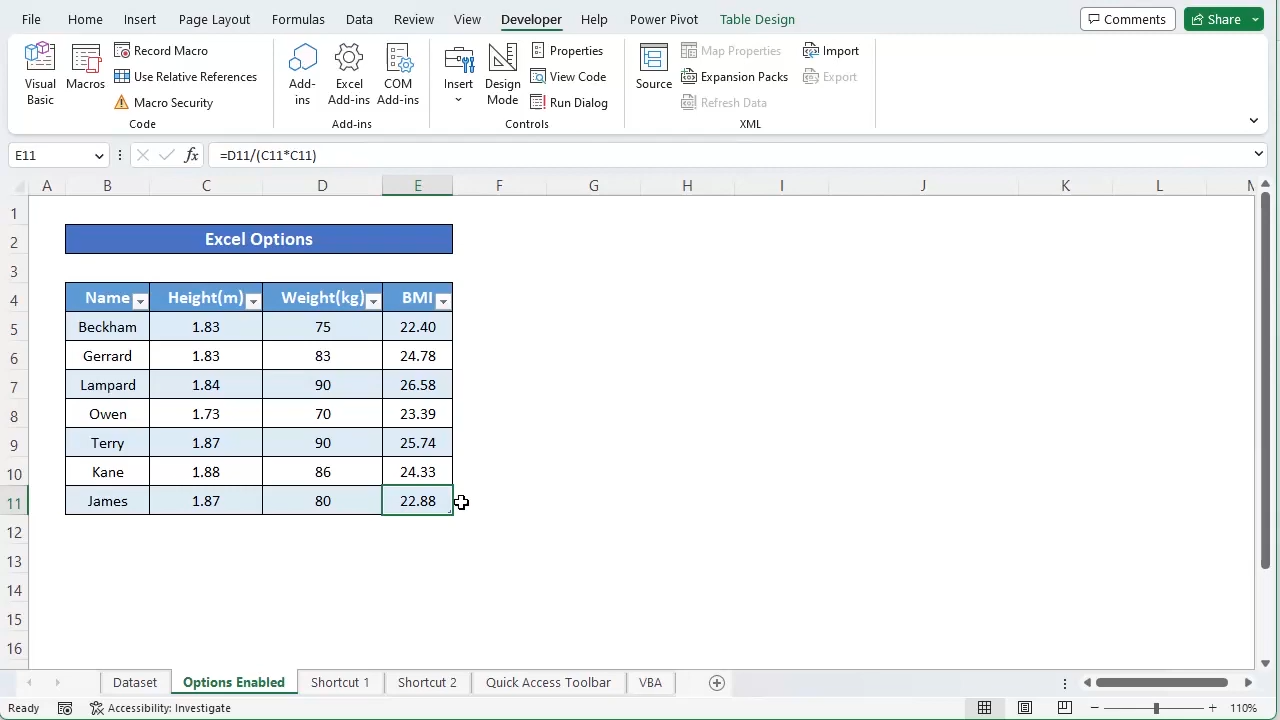 File Home Insert Page Layout Formulas Data Review View Developer Help Power Pivot Table Design Comments Share
Visual Basic
Macros
Record Macro
Use Relative References
Macro Security
Code
Add-ins
Excel Add-ins
COM Add-ins
Add-ins
Insert
Design Mode
Properties
View Code
Run Dialog
Controls
Source
Map Properties
Expansion Packs
Refresh Data
Import
Export
XML
E11 fx =D11/(C11*C11)
A B C D E F G H I J K L M
1
2 Excel Options
3
4 Name Height(m) Weight(kg) BMI
5 Beckham 1.83 75 22.40
6 Gerrard 1.83 83 24.78
7 Lampard 1.84 90 26.58
8 Owen 1.73 70 23.39
9 Terry 1.87 90 25.74
10 Kane 1.88 86 24.33
11 James 1.87 80 22.88
12
13
14
15
16
Dataset Options Enabled Shortcut 1 Shortcut 2 Quick Access Toolbar VBA
Ready Accessibility: Investigate 110%